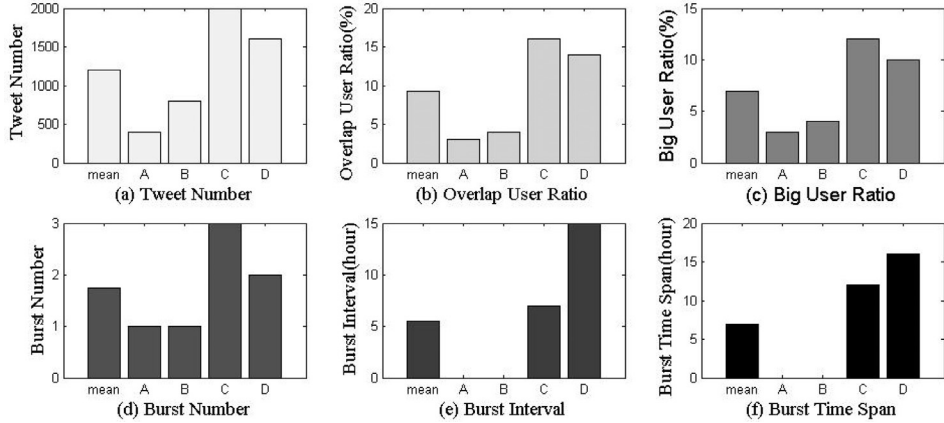 Tweet Number
2000
1500
1000
500
0
mean A B C D
(a) Tweet Number
Overlap User Ratio(%)
20
15
10
5
0
mean A B C D
(b) Overlap User Ratio
Big User Ratio(%)
15
10
5
0
mean A B C D
(c) Big User Ratio
Burst Number
3
2
1
0
mean A B C D
(d) Burst Number
Burst Interval(hour)
15
10
5
0
mean A B C D
(e) Burst Interval
Burst Time Span(hour)
20
15
10
5
0
mean A B C D
(f) Burst Time Span